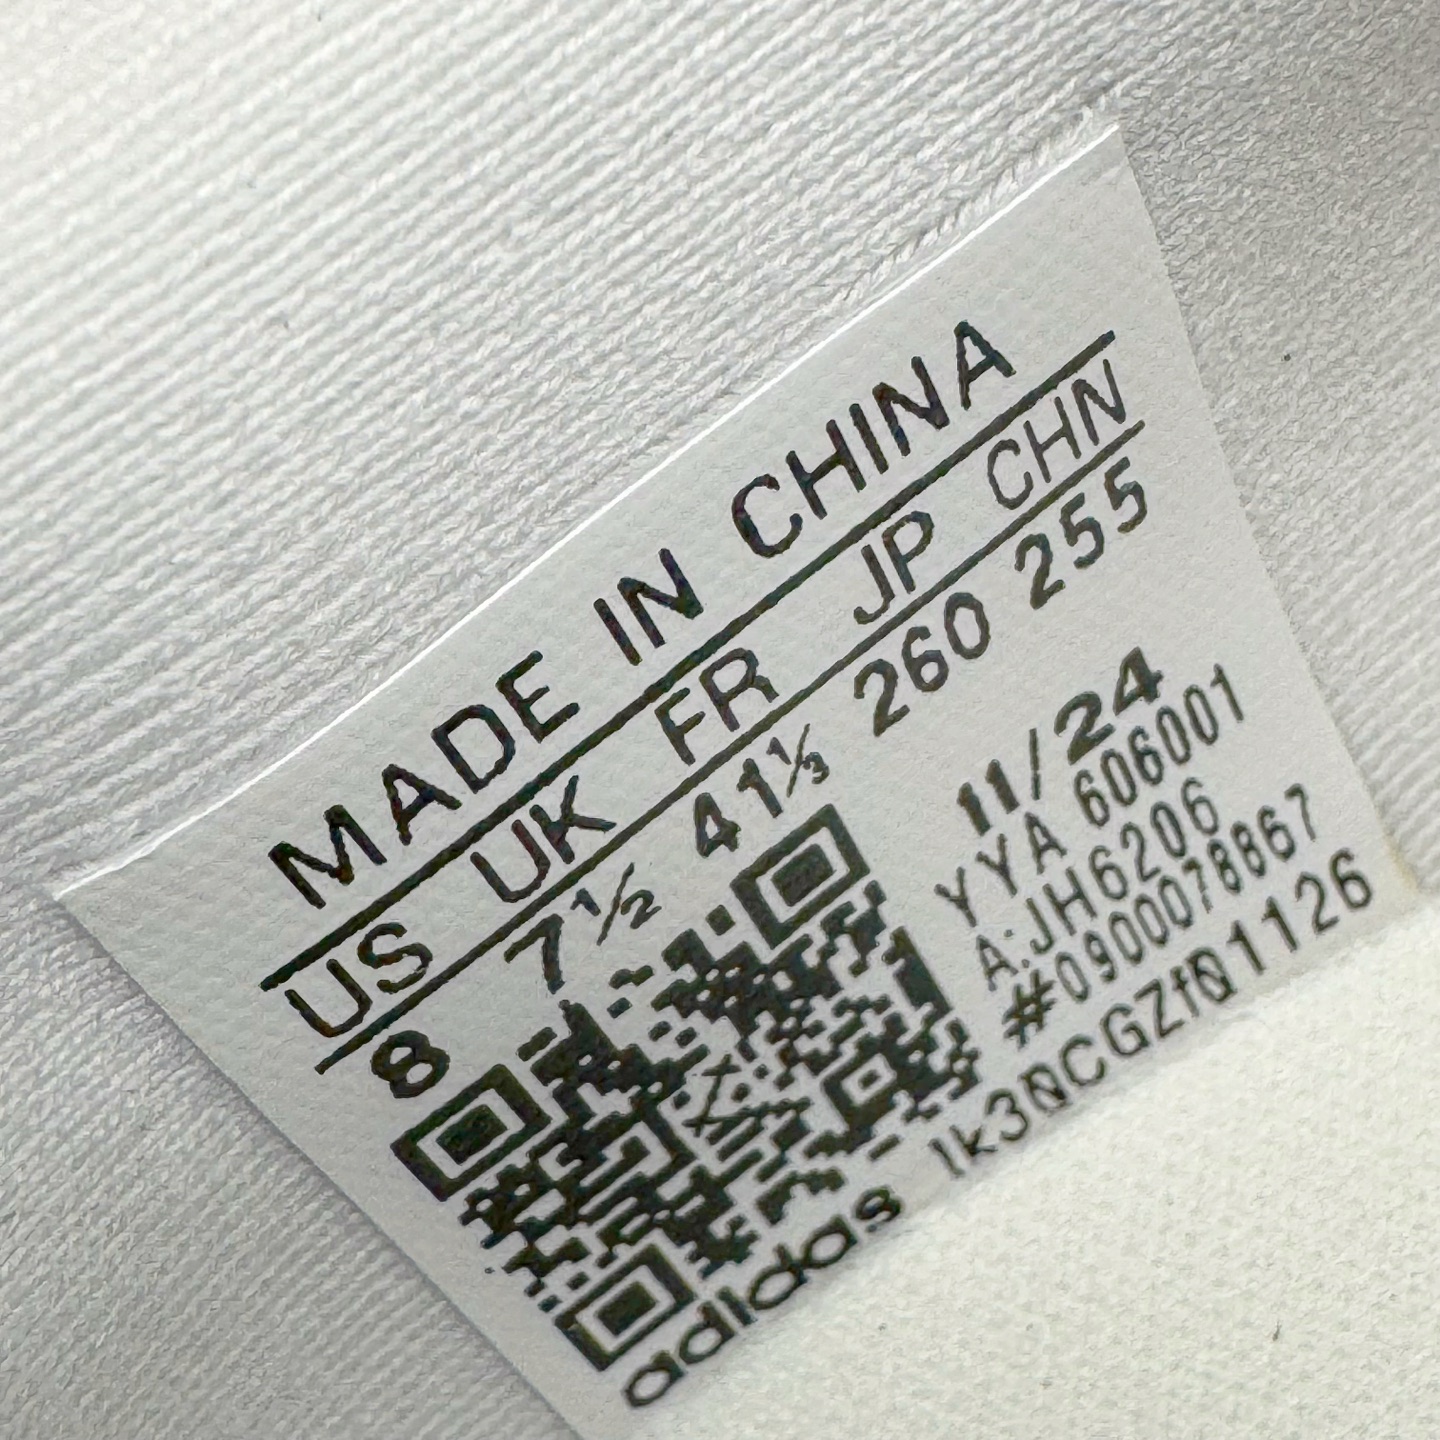 MADE IN CHINA
US UK FR JP CHN
8 7½ 41⅓ 260 255
11/24
YYA 606001
A:JH6206
#0900078867
adidas Ik3QCGZfQ1126